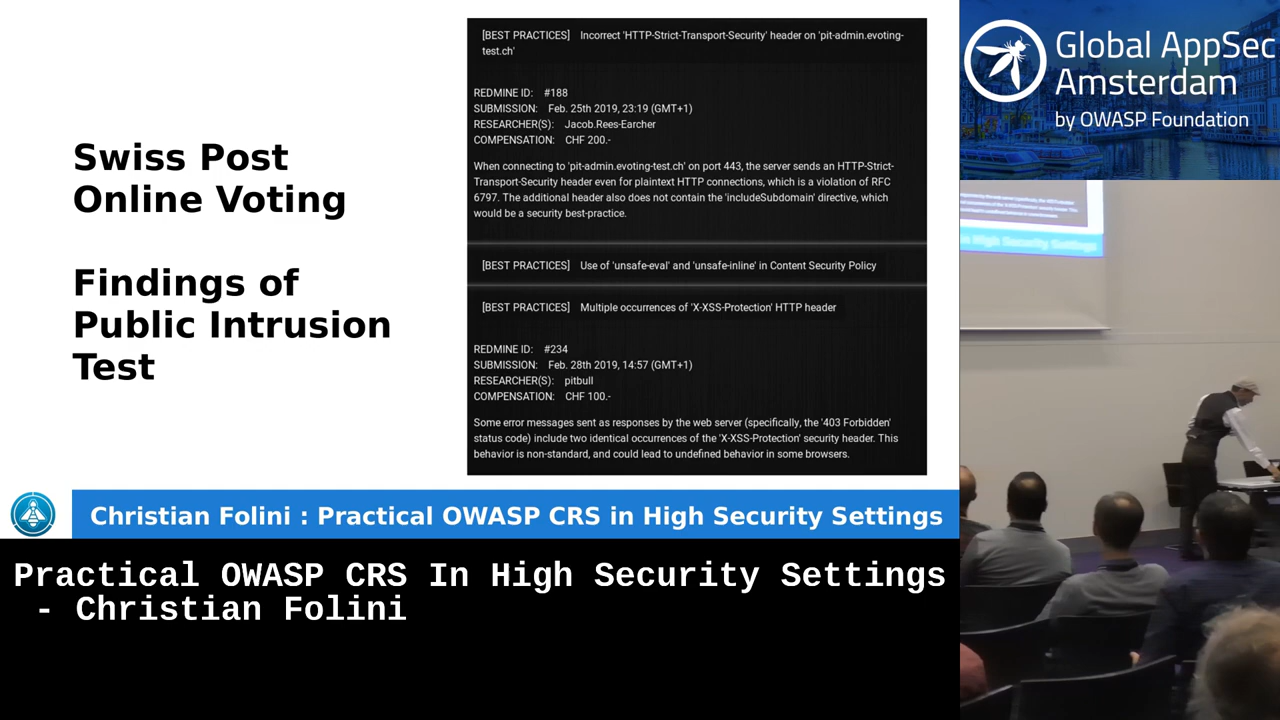 Swiss Post
Online Voting
Findings of
Public Intrusion
Test
[BEST PRACTICES] Incorrect 'HTTP-Strict-Transport-Security' header on 'pit-admin.evoting-
test.ch'
REDMINE ID: #188
SUBMISSION: Feb. 25th 2019, 23:19 (GMT+1)
RESEARCHER(S): Jacob.Rees-Earcher
COMPENSATION: CHF 200.-
When connecting to 'pit-admin.evoting-test.ch' on port 443, the server sends an HTTP-Strict-
Transport-Security header even for plaintext HTTP connections, which is a violation of RFC
6797. The additional header also does not contain the 'includeSubdomain' directive, which
would be a security best-practice.
[BEST PRACTICES] Use of 'unsafe-eval' and 'unsafe-inline' in Content Security Policy
[BEST PRACTICES] Multiple occurrences of 'X-XSS-Protection' HTTP header
REDMINE ID: #234
SUBMISSION: Feb. 28th 2019, 14:57 (GMT+1)
RESEARCHER(S): pitbull
COMPENSATION: CHF 100.-
Some error messages sent as responses by the web server (specifically, the '403 Forbidden'
status code) include two identical occurrences of the 'X-XSS-Protection' security header. This
behavior is non-standard, and could lead to undefined behavior in some browsers.
Christian Folini : Practical OWASP CRS in High Security Settings
Practical OWASP CRS In High Security Settings
- Christian Folini
Global AppSec
Amsterdam
by OWASP Foundation
in High Security Settings